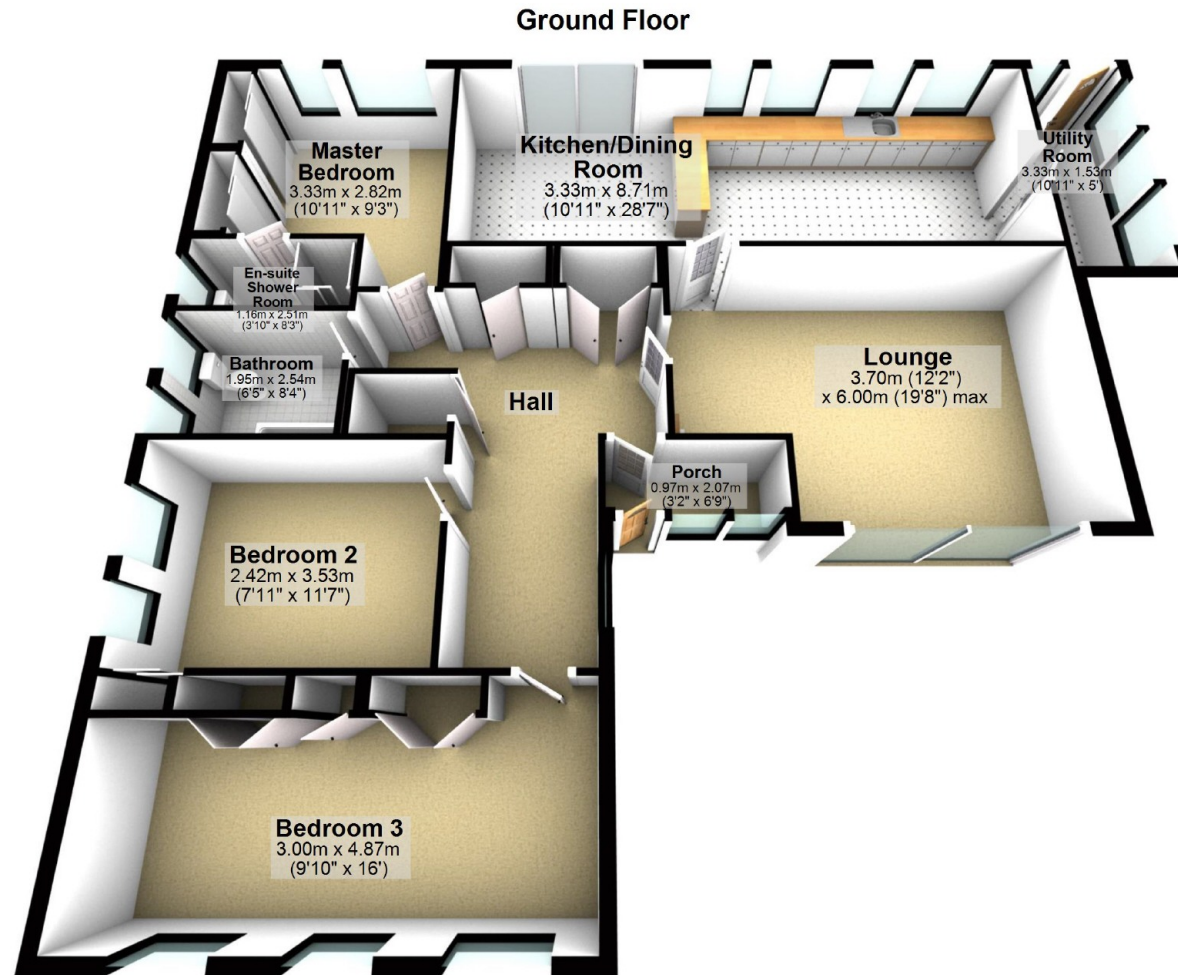 Ground Floor
Master
Bedroom
3.33m x 2.82m
(10'11" x 9'3")
Kitchen/Dining
Room
3.33m x 8.71m
(10'11" x 28'7")
Utility
Room
3.33m x 1.53m
(10'11" x 5')
En-suite
Shower
Room
1.16m x 2.51m
(3'10" x 8'3")
Bathroom
1.95m x 2.54m
(6'5" x 8'4")
Hall
Lounge
3.70m (12'2")
x 6.00m (19'8") max
Porch
0.97m x 2.07m
(3'2" x 6'9")
Bedroom 2
2.42m x 3.53m
(7'11" x 11'7")
Bedroom 3
3.00m x 4.87m
(9'10" x 16')